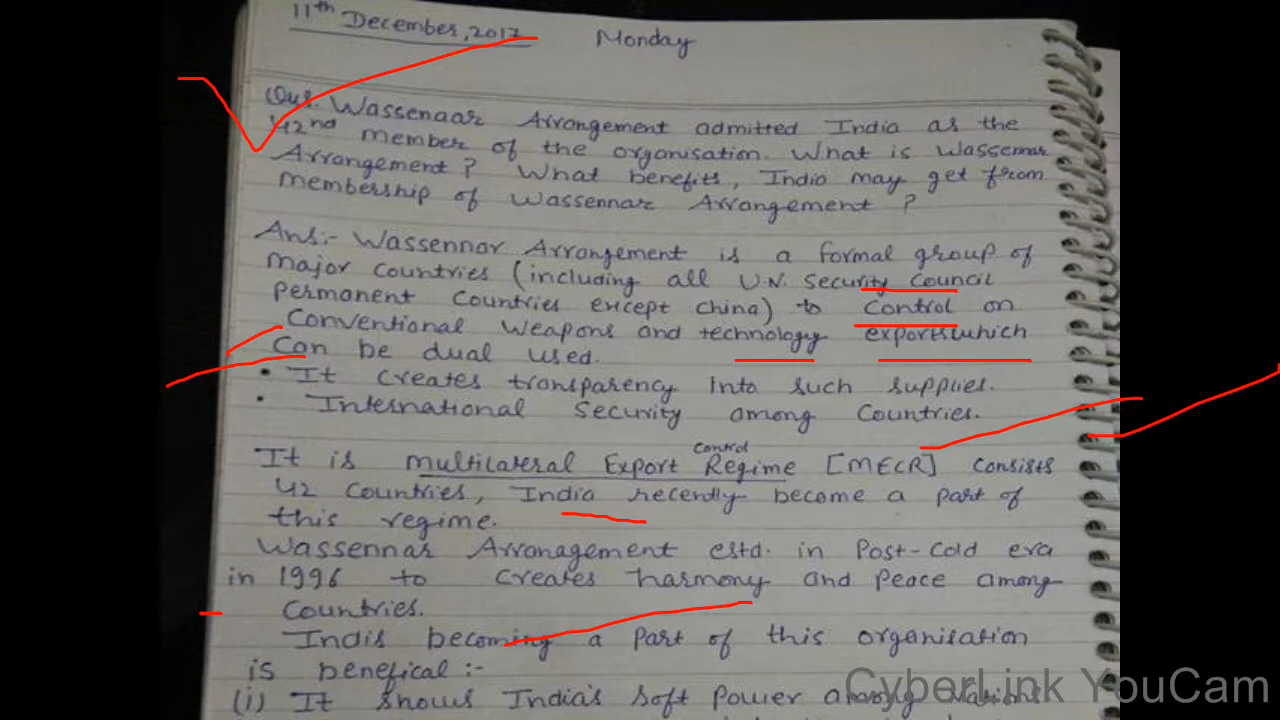 11th December, 2017 Monday
Que. Wassenaar Arrangement admitted India as the
42nd member of the organisation. What is Wassenar
Arrangement? What benefits, India may get from
membership of Wassennar Arrangement?
Ans:- Wassennar Arrangement is a formal group of
major countries (including all U.N. Security Council
permanent countries except China) to control on
conventional weapons and technology exports which
can be dual used.
• It creates transparency into such supplies.
• International security among countries.
control
It is multilateral Export Regime [MECR] consists
42 countries, India recently become a part of
this regime.
Wassennar Arronagement estd. in Post-cold era
in 1996 to creates harmony and peace among
countries.
Indis becoming a part of this organisation
is benefical:-
(i) It shows India's soft power among Nations
CyberLink YouCam